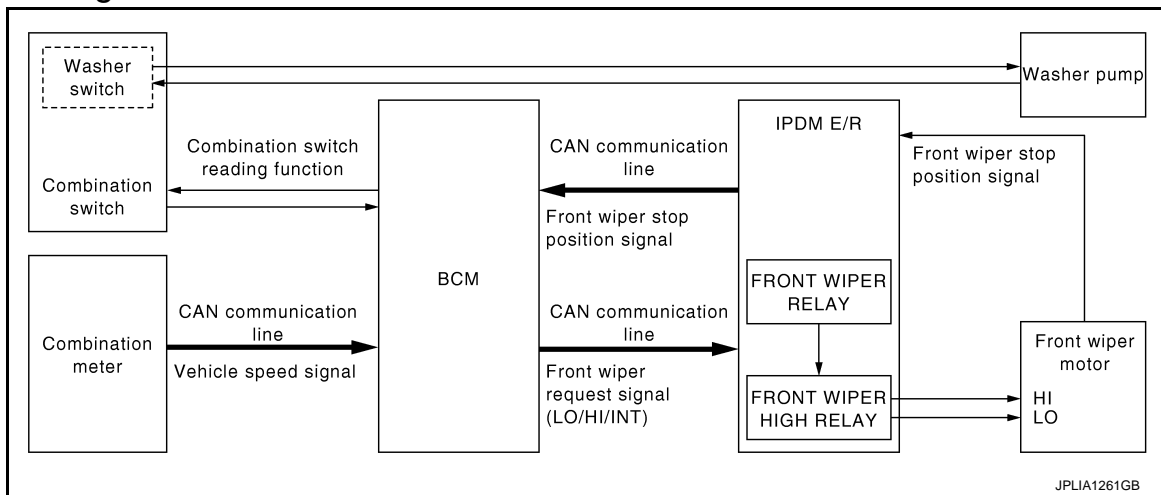 Washer
switch
Combination
switch
Combination
meter
Combination switch
reading function
CAN communication
line
Vehicle speed signal
BCM
CAN communication
line
Front wiper stop
position signal
CAN communication
line
Front wiper
request signal
(LO/HI/INT)
IPDM E/R
FRONT WIPER
RELAY
FRONT WIPER
HIGH RELAY
Washer pump
Front wiper stop
position signal
Front wiper
motor
HI
LO
JPLIA1261GB